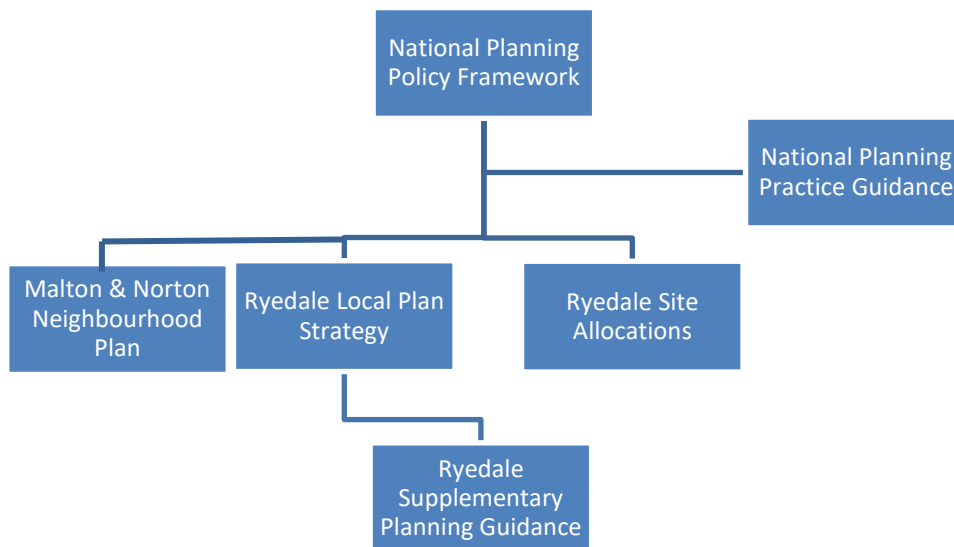 National Planning
Policy Framework
National Planning
Practice Guidance
Malton & Norton
Neighbourhood
Plan
Ryedale Local Plan
Strategy
Ryedale Site
Allocations
Ryedale
Supplementary
Planning Guidance